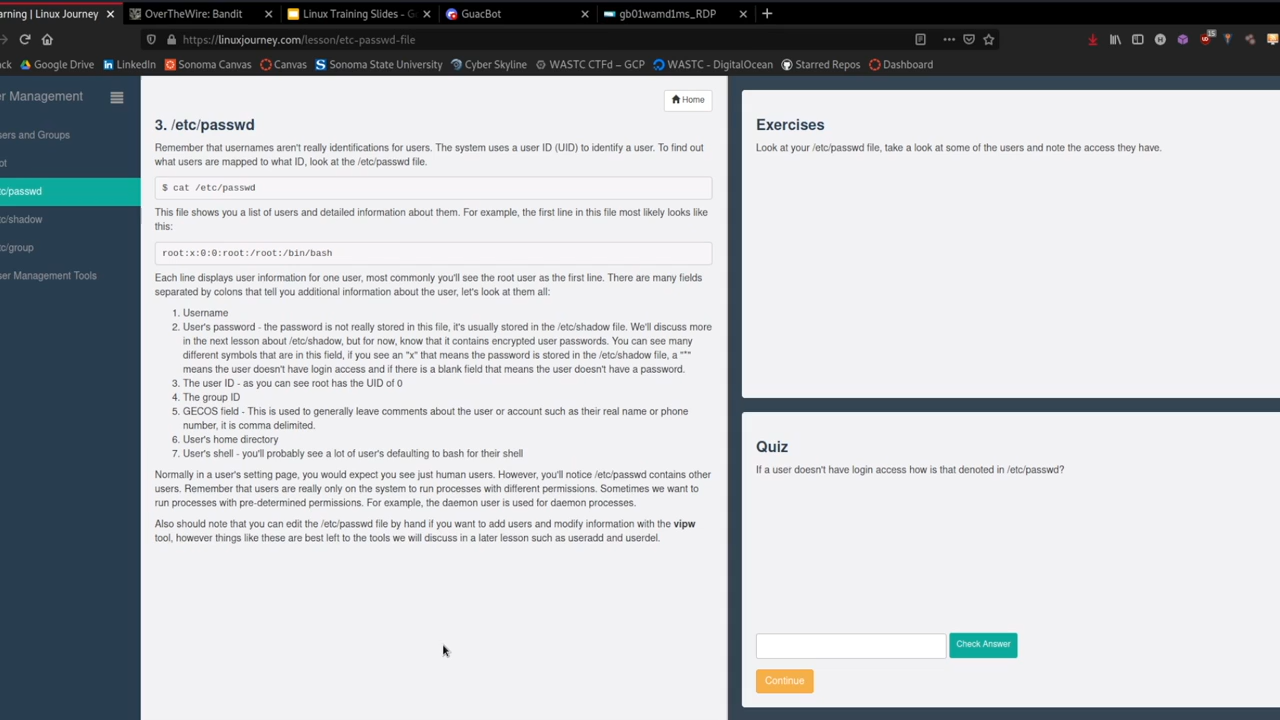 arning | Linux Journey
OverTheWire: Bandit
Linux Training Slides - G
GuacBot
gb01wamd1ms_RDP
https://linuxjourney.com/lesson/etc-passwd-file
15
ck
Google Drive
LinkedIn
Sonoma Canvas
Canvas
Sonoma State University
Cyber Skyline
WASTC CTFd – GCP
WASTC - DigitalOcean
Starred Repos
Dashboard
er Management
sers and Groups
ot
tc/passwd
tc/shadow
tc/group
ser Management Tools
Home
3. /etc/passwd
Remember that usernames aren't really identifications for users. The system uses a user ID (UID) to identify a user. To find out
what users are mapped to what ID, look at the /etc/passwd file.
$ cat /etc/passwd
This file shows you a list of users and detailed information about them. For example, the first line in this file most likely looks like
this:
root:x:0:0:root:/root:/bin/bash
Each line displays user information for one user, most commonly you'll see the root user as the first line. There are many fields
separated by colons that tell you additional information about the user, let's look at them all:
1. Username
2. User's password - the password is not really stored in this file, it's usually stored in the /etc/shadow file. We'll discuss more
in the next lesson about /etc/shadow, but for now, know that it contains encrypted user passwords. You can see many
different symbols that are in this field, if you see an "x" that means the password is stored in the /etc/shadow file, a "*"
means the user doesn't have login access and if there is a blank field that means the user doesn't have a password.
3. The user ID - as you can see root has the UID of 0
4. The group ID
5. GECOS field - This is used to generally leave comments about the user or account such as their real name or phone
number, it is comma delimited.
6. User's home directory
7. User's shell - you'll probably see a lot of user's defaulting to bash for their shell
Normally in a user's setting page, you would expect you see just human users. However, you'll notice /etc/passwd contains other
users. Remember that users are really only on the system to run processes with different permissions. Sometimes we want to
run processes with pre-determined permissions. For example, the daemon user is used for daemon processes.
Also should note that you can edit the /etc/passwd file by hand if you want to add users and modify information with the vipw
tool, however things like these are best left to the tools we will discuss in a later lesson such as useradd and userdel.
Exercises
Look at your /etc/passwd file, take a look at some of the users and note the access they have.
Quiz
If a user doesn't have login access how is that denoted in /etc/passwd?
Check Answer
Continue